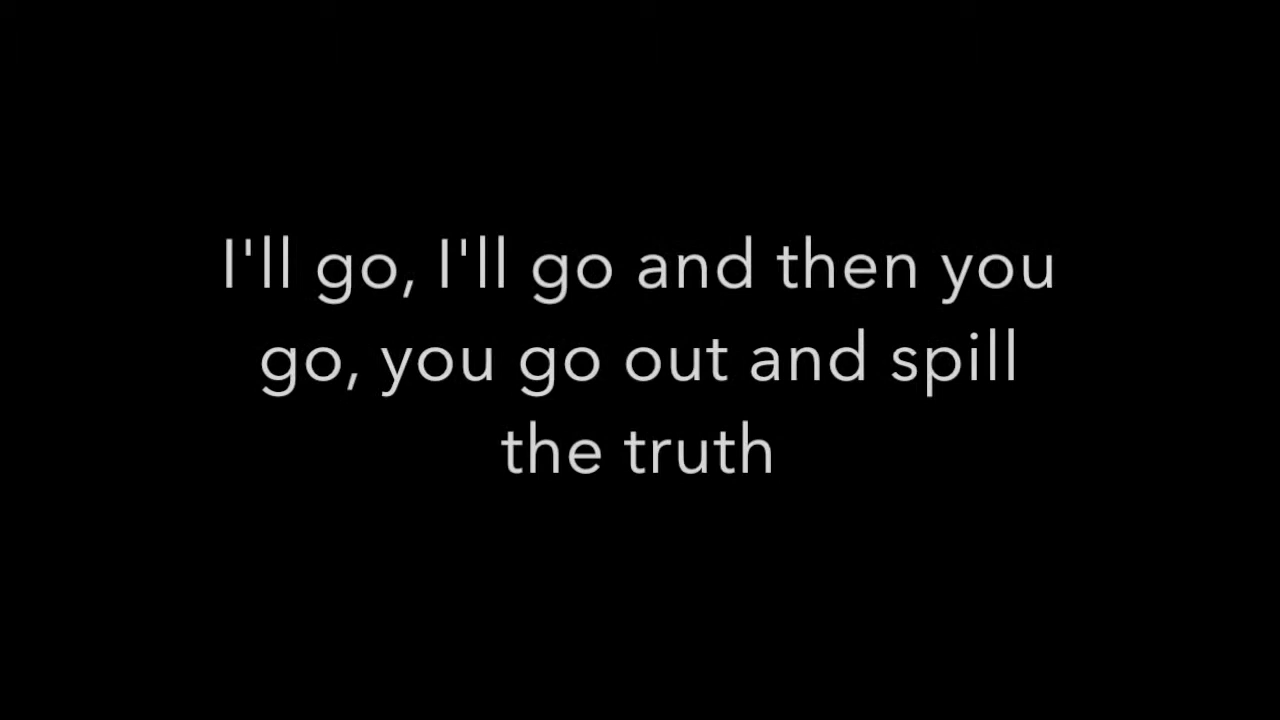 I'll go, I'll go and then you
go, you go out and spill
the truth